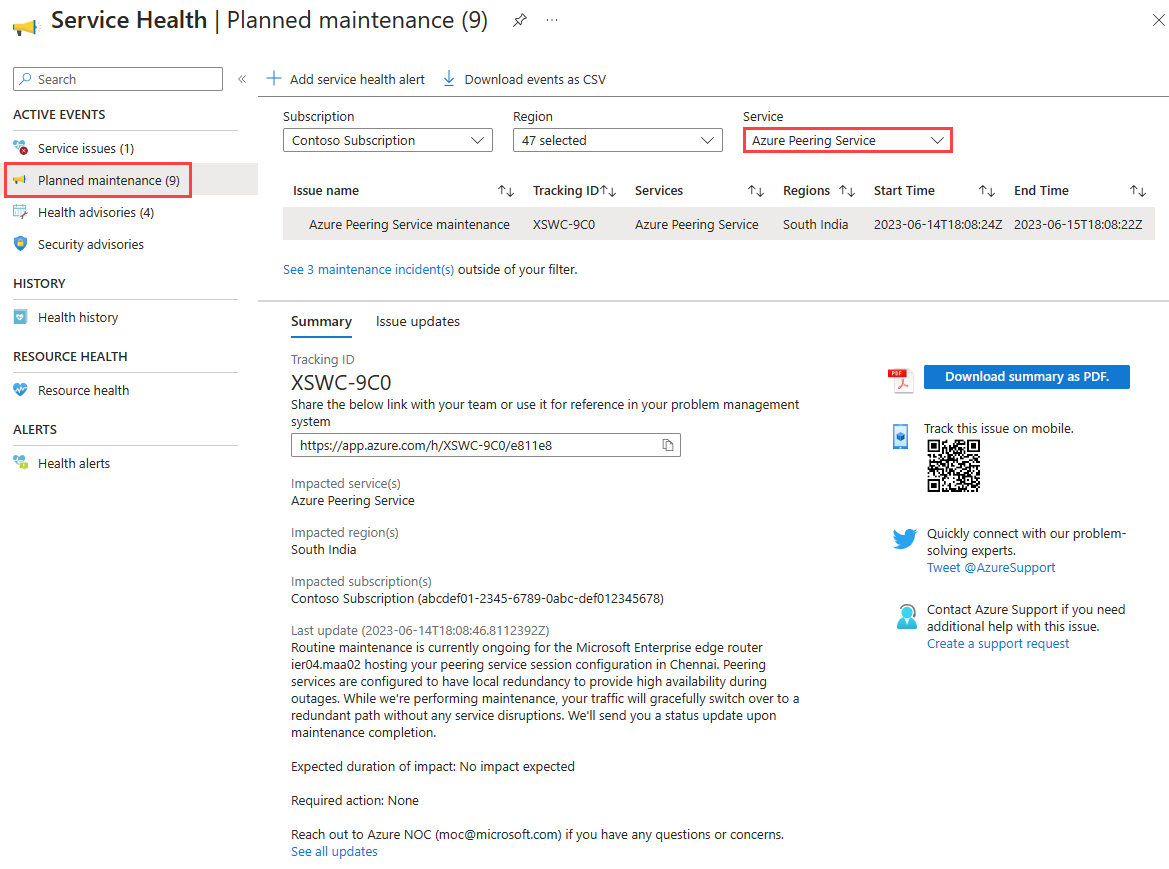 Service Health | Planned maintenance (9)
Search
ACTIVE EVENTS
Service issues (1)
Planned maintenance (9)
Health advisories (4)
Security advisories
HISTORY
Health history
RESOURCE HEALTH
Resource health
ALERTS
Health alerts
Add service health alert
Download events as CSV
Subscription
Contoso Subscription
Region
47 selected
Service
Azure Peering Service
Issue name Tracking ID Services Regions Start Time End Time
Azure Peering Service maintenance XSWC-9C0 Azure Peering Service South India 2023-06-14T18:08:24Z 2023-06-15T18:08:22Z
See 3 maintenance incident(s) outside of your filter.
Summary Issue updates
Tracking ID
XSWC-9C0
Share the below link with your team or use it for reference in your problem management
system
https://app.azure.com/h/XSWC-9C0/e811e8
Impacted service(s)
Azure Peering Service
Impacted region(s)
South India
Impacted subscription(s)
Contoso Subscription (abcdef01-2345-6789-0abc-def012345678)
Last update (2023-06-14T18:08:46.8112392Z)
Routine maintenance is currently ongoing for the Microsoft Enterprise edge router
ier04.maa02 hosting your peering service session configuration in Chennai. Peering
services are configured to have local redundancy to provide high availability during
outages. While we're performing maintenance, your traffic will gracefully switch over to a
redundant path without any service disruptions. We'll send you a status update upon
maintenance completion.
Expected duration of impact: No impact expected
Required action: None
Reach out to Azure NOC (moc@microsoft.com) if you have any questions or concerns.
See all updates
PDF
Download summary as PDF.
Track this issue on mobile.
Quickly connect with our problem-
solving experts.
Tweet @AzureSupport
Contact Azure Support if you need
additional help with this issue.
Create a support request